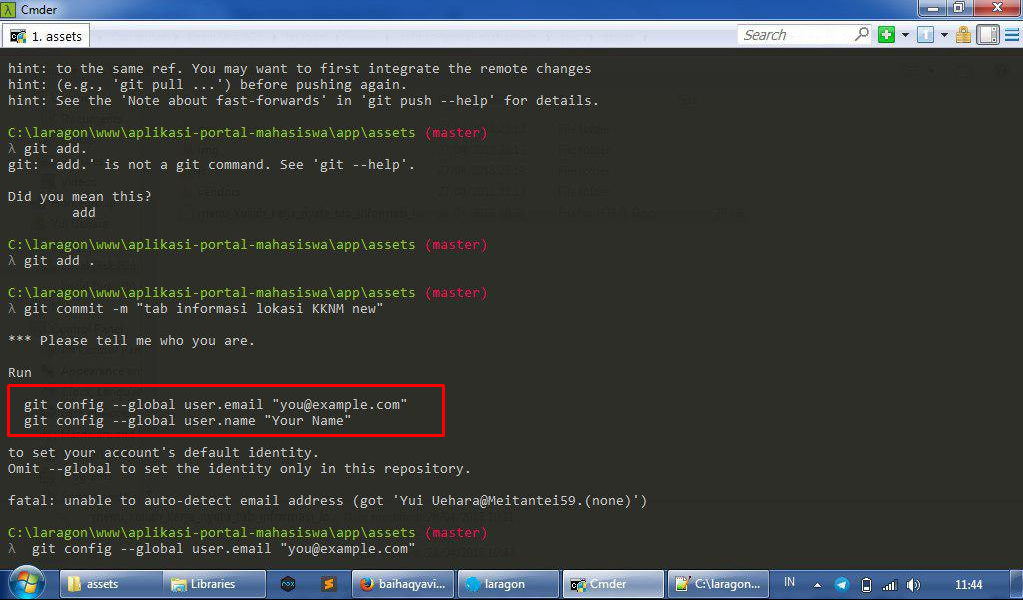 Cmder
1. assets
Search
hint: to the same ref. You may want to first integrate the remote changes
hint: (e.g., 'git pull ...') before pushing again.
hint: See the 'Note about fast-forwards' in 'git push --help' for details.
C:\laragon\www\aplikasi-portal-mahasiswa\app\assets (master)
λ git add.
git: 'add.' is not a git command. See 'git --help'.
Did you mean this?
add
C:\laragon\www\aplikasi-portal-mahasiswa\app\assets (master)
λ git add .
C:\laragon\www\aplikasi-portal-mahasiswa\app\assets (master)
λ git commit -m "tab informasi lokasi KKNM new"
*** Please tell me who you are.
Run
git config --global user.email "you@example.com"
git config --global user.name "Your Name"
to set your account's default identity.
Omit --global to set the identity only in this repository.
fatal: unable to auto-detect email address (got 'Yui Uehara@Meitantei59.(none)')
C:\laragon\www\aplikasi-portal-mahasiswa\app\assets (master)
λ git config --global user.email "you@example.com"
assets Libraries baihaqyavi... laragon Cmder C:\laragon... IN 11:44